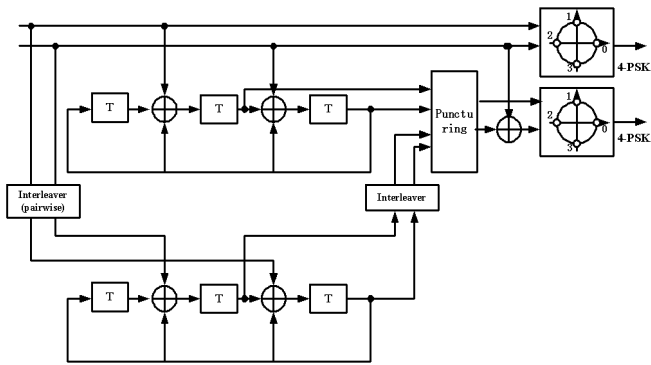 1
2
0
3
4-PSK
T
T
T
Punctu
ring
1
2
0
3
4-PSK
Interleaver
(pairwise)
Interleaver
T
T
T